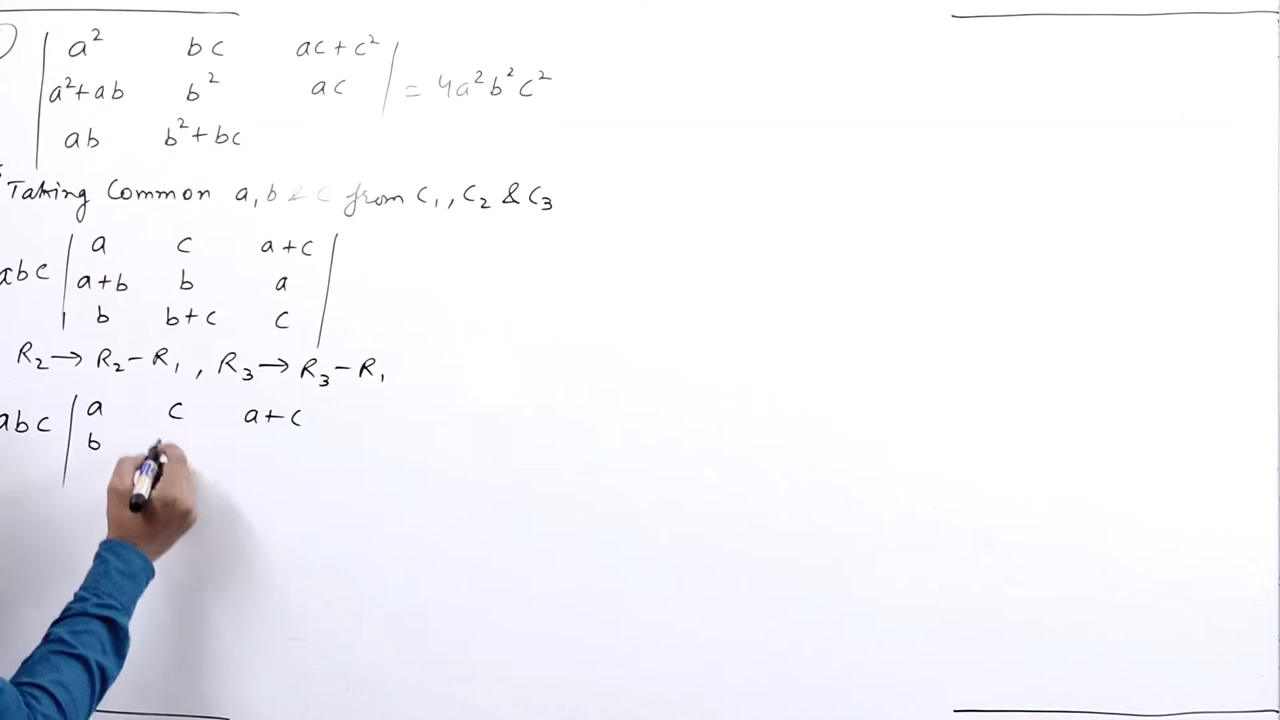 | a² bc ac + c² |
| a² + ab b² ac | = 4a²b²c²
| ab b² + bc
Taking Common a, b & c from C₁, C₂ & C₃
abc | a c a + c |
| a + b b a |
| b b + c c |
R₂ → R₂ − R₁, R₃ → R₃ − R₁
abc | a c a + c
| b